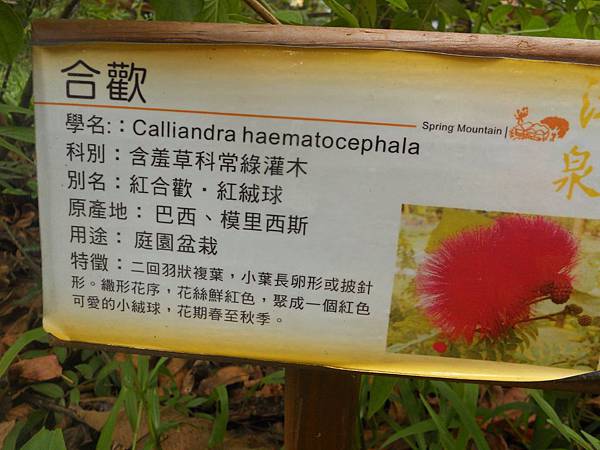 合歡
學名:：Calliandra haematocephala
Spring Mountain
泉
科別：含羞草科常綠灌木
別名：紅合歡・紅絨球
原產地：巴西、模里西斯
用途：庭園盆栽
特徵：二回羽狀複葉，小葉長卵形或披針
形。繖形花序，花絲鮮紅色，聚成一個紅色
可愛的小絨球，花期春至秋季。